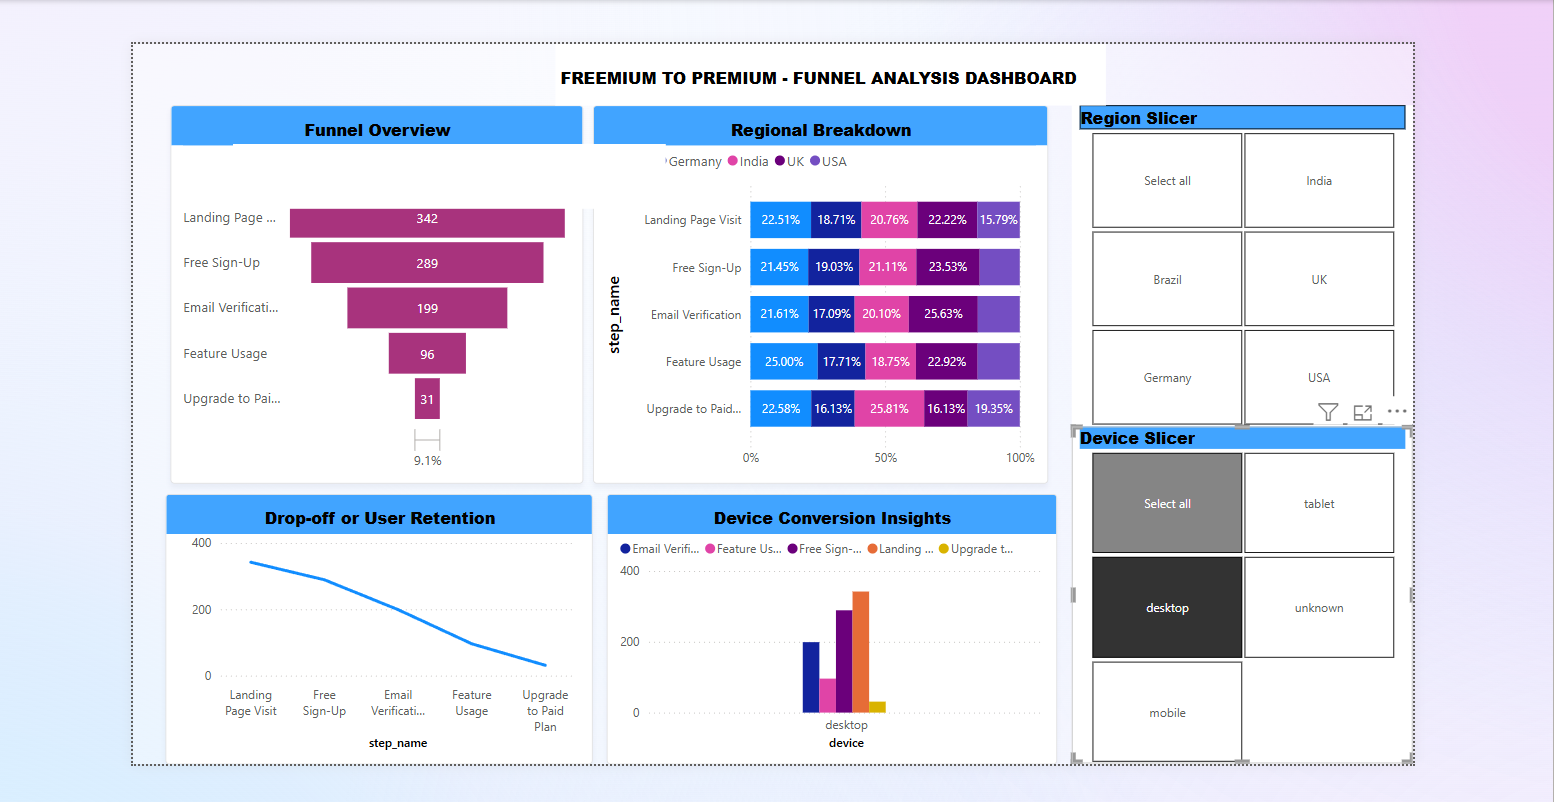 FREEMIUM TO PREMIUM - FUNNEL ANALYSIS DASHBOARD
Funnel Overview
Landing Page ... 342
Free Sign-Up 289
Email Verificati... 199
Feature Usage 96
Upgrade to Pai... 31
9.1%
Regional Breakdown
Germany India UK USA
step_name
Landing Page Visit 22.51% 18.71% 20.76% 22.22% 15.79%
Free Sign-Up 21.45% 19.03% 21.11% 23.53%
Email Verification 21.61% 17.09% 20.10% 25.63%
Feature Usage 25.00% 17.71% 18.75% 22.92%
Upgrade to Paid... 22.58% 16.13% 25.81% 16.13% 19.35%
0% 50% 100%
Region Slicer
Select all India
Brazil UK
Germany USA
Device Slicer
Select all tablet
desktop unknown
mobile
Drop-off or User Retention
400
200
0
Landing Page Visit
Free Sign-Up
Email Verificati...
Feature Usage
Upgrade to Paid Plan
step_name
Device Conversion Insights
Email Verifi... Feature Us... Free Sign-... Landing ... Upgrade t...
400
200
0
desktop
device